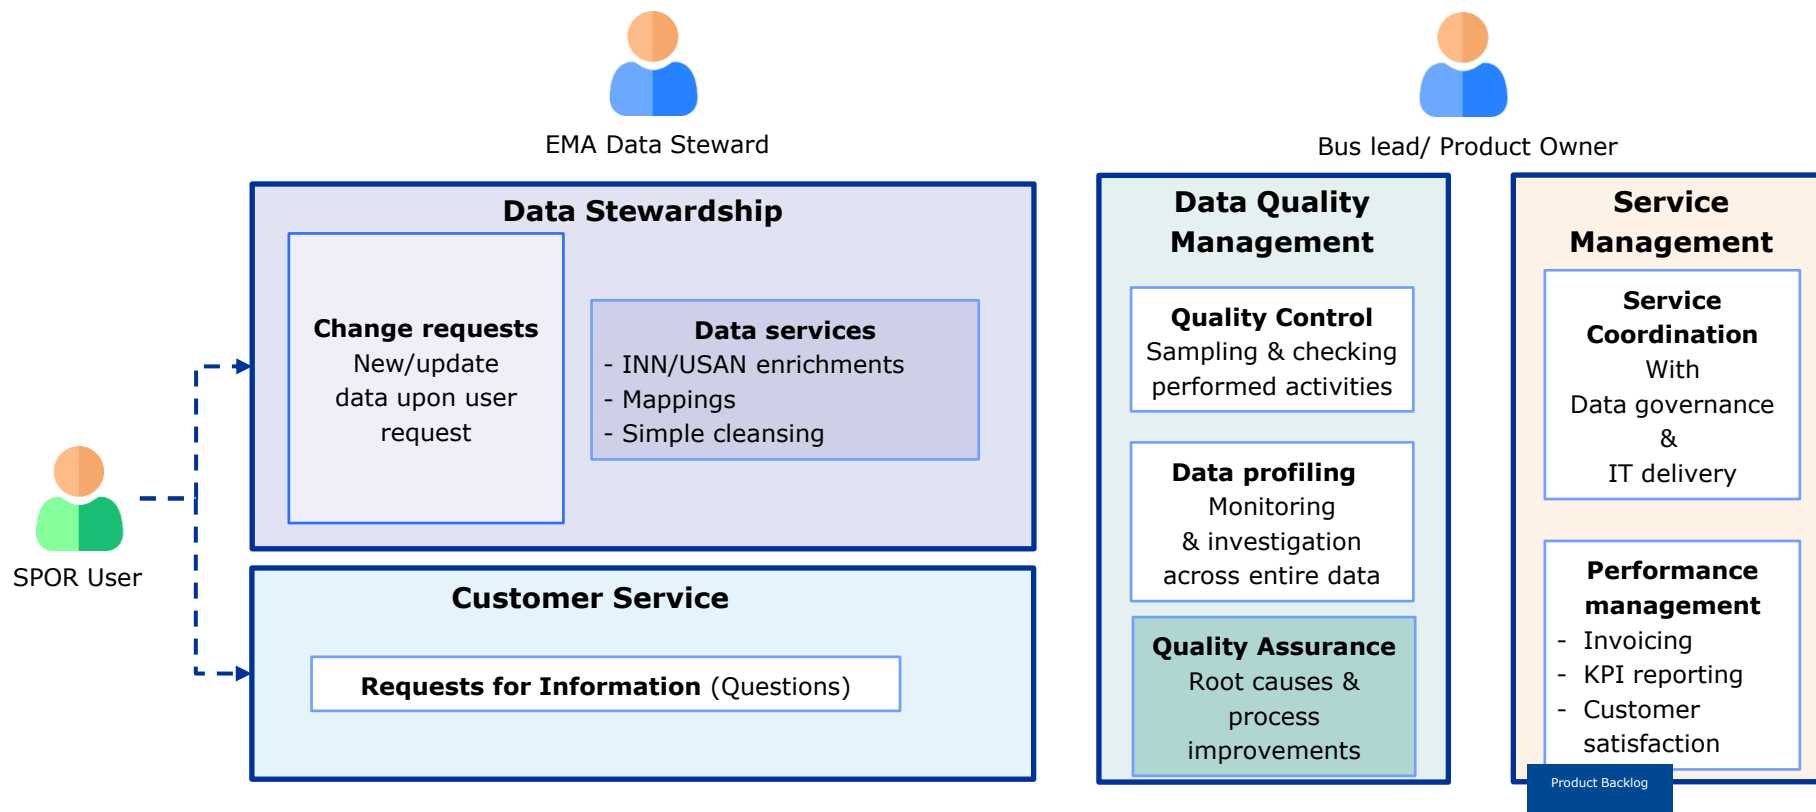 EMA Data Steward
Bus lead/ Product Owner
SPOR User
Data Stewardship
Change requests
New/update
data upon user
request
Data services
- INN/USAN enrichments
- Mappings
- Simple cleansing
Customer Service
Requests for Information (Questions)
Data Quality
Management
Quality Control
Sampling & checking
performed activities
Data profiling
Monitoring
& investigation
across entire data
Quality Assurance
Root causes &
process
improvements
Service
Management
Service
Coordination
With
Data governance
&
IT delivery
Performance
management
- Invoicing
- KPI reporting
- Customer
satisfaction
Product Backlog